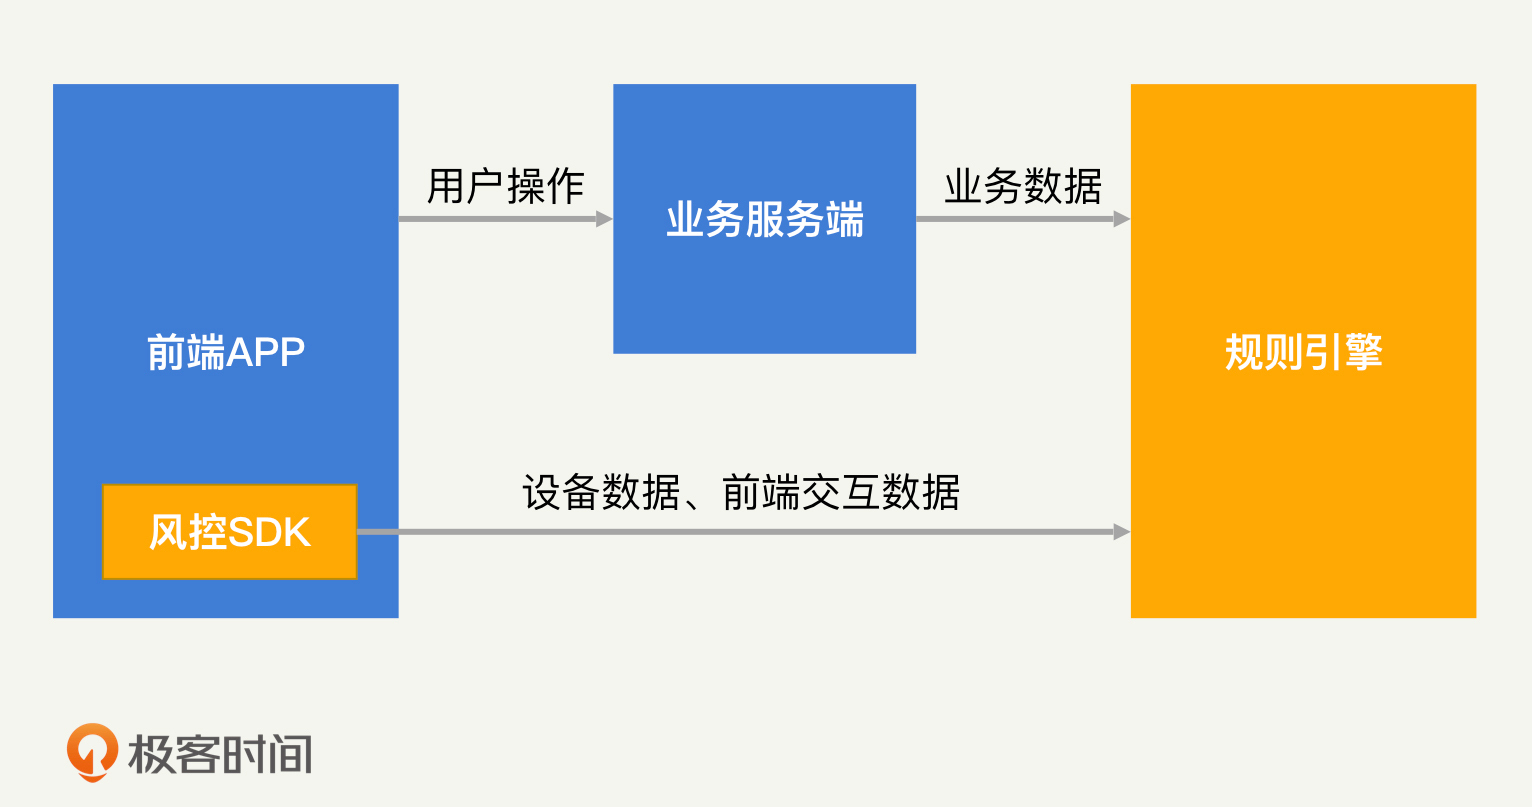 用户操作
业务服务端
业务数据
前端APP
规则引擎
设备数据、前端交互数据
风控SDK
极客时间